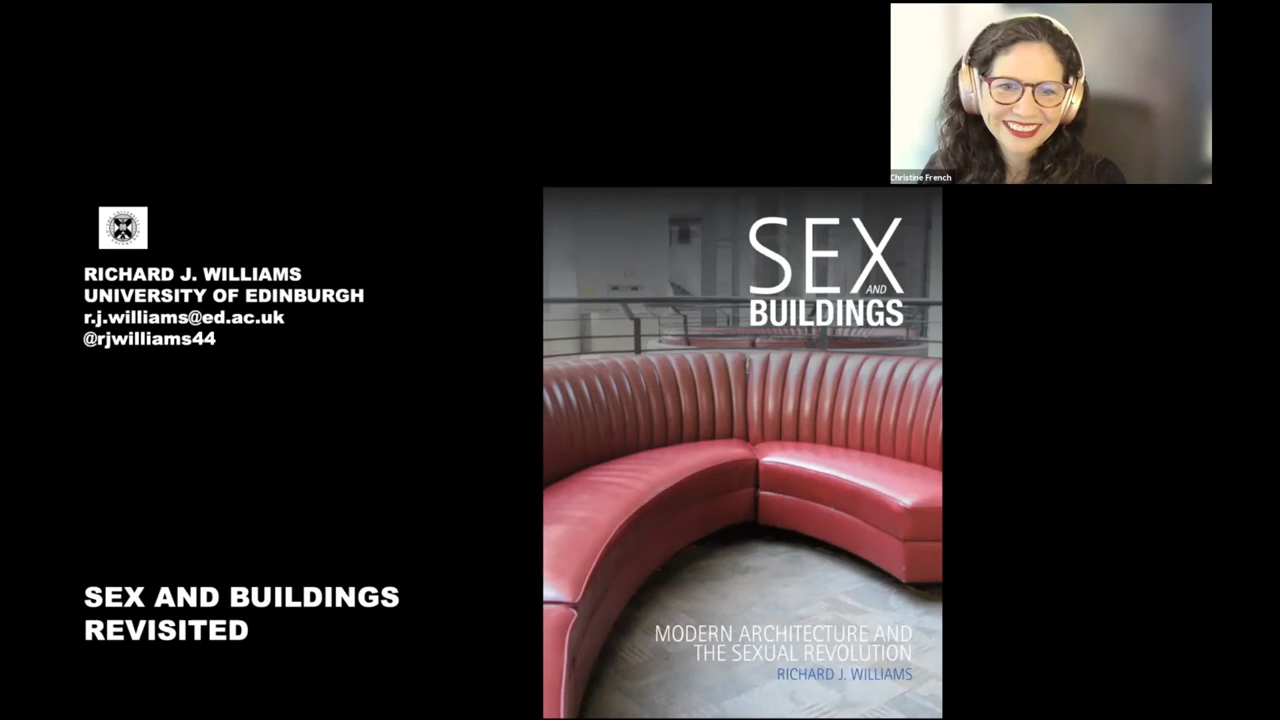 Christine French
RICHARD J. WILLIAMS
UNIVERSITY OF EDINBURGH
r.j.williams@ed.ac.uk
@rjwilliams44
SEX AND BUILDINGS
REVISITED
SEX
AND
BUILDINGS
MODERN ARCHITECTURE AND
THE SEXUAL REVOLUTION
RICHARD J. WILLIAMS